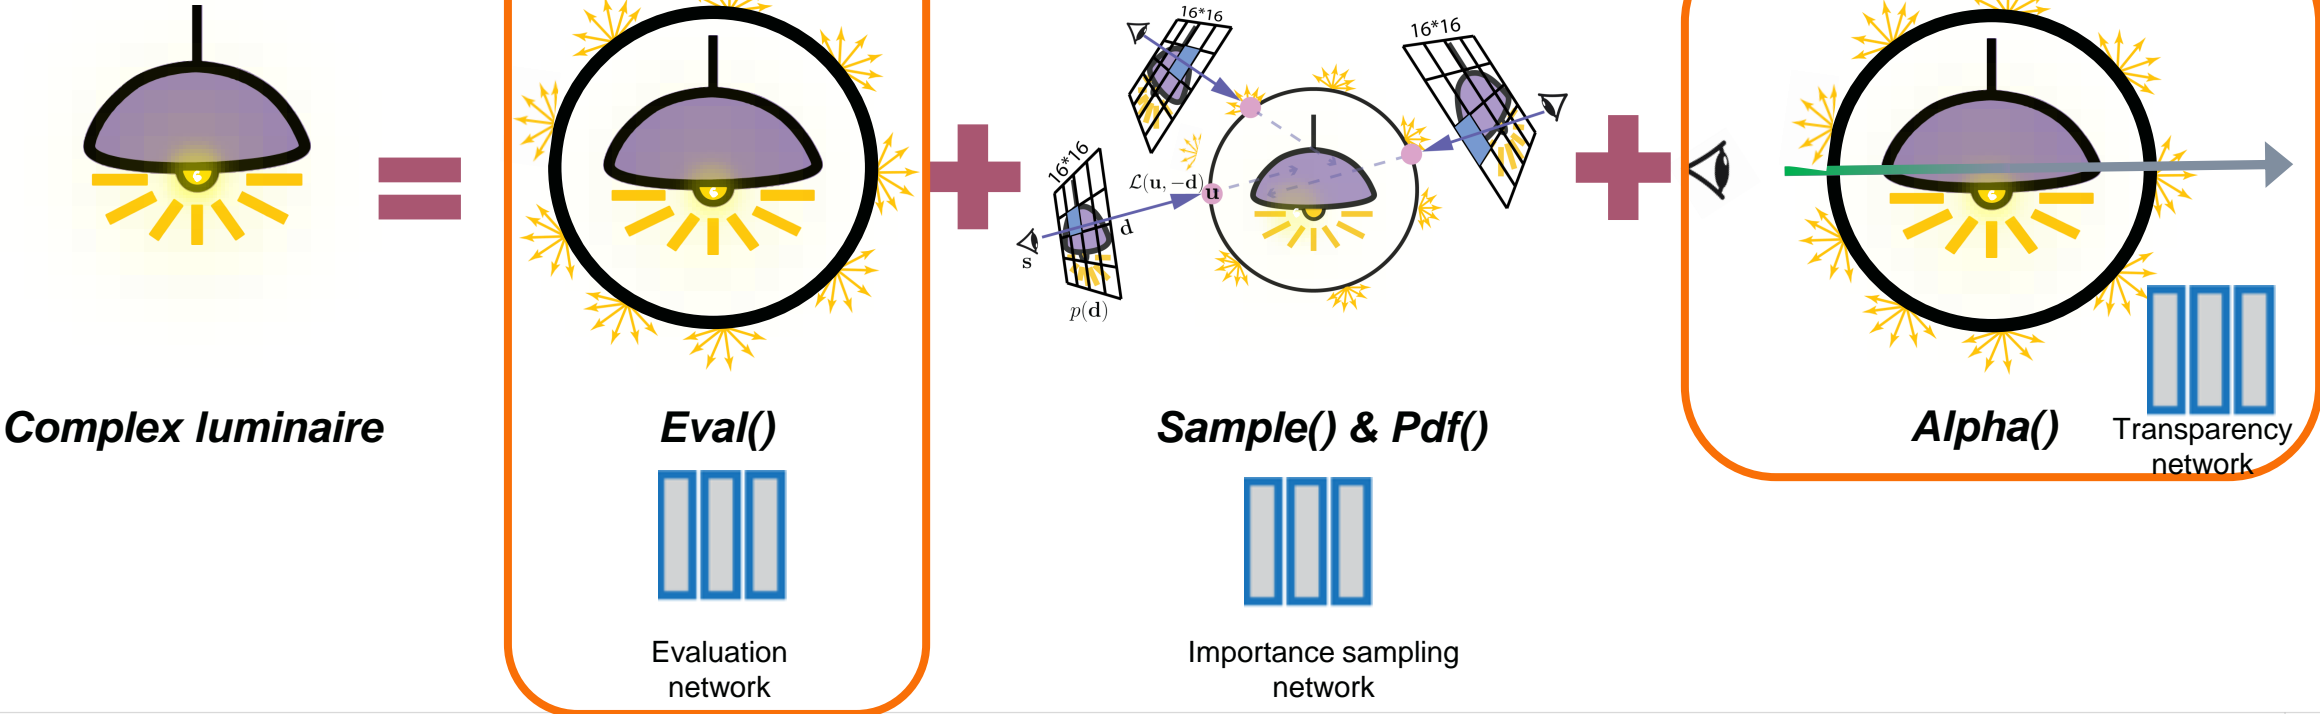 16*16
16*16
16*16
ℒ(u, −d)
u
d
s
p(d)
Complex luminaire
Eval()
Sample() & Pdf()
Alpha()
Transparency
network
Evaluation
network
Importance sampling
network